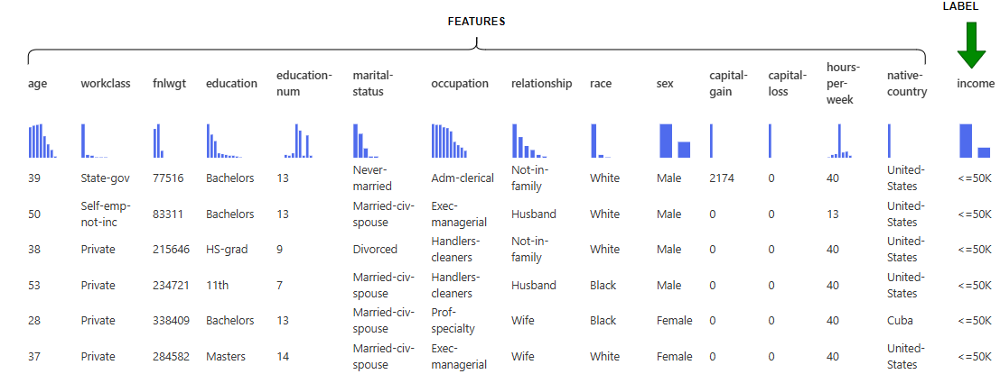 LABEL
FEATURES
age workclass fnlwgt education education-num marital-status occupation relationship race sex capital-gain capital-loss hours-per-week native-country income
39 State-gov 77516 Bachelors 13 Never-married Adm-clerical Not-in-family White Male 2174 0 40 United-States <=50K
50 Self-emp-not-inc 83311 Bachelors 13 Married-civ-spouse Exec-managerial Husband White Male 0 0 13 United-States <=50K
38 Private 215646 HS-grad 9 Divorced Handlers-cleaners Not-in-family White Male 0 0 40 United-States <=50K
53 Private 234721 11th 7 Married-civ-spouse Handlers-cleaners Husband Black Male 0 0 40 United-States <=50K
28 Private 338409 Bachelors 13 Married-civ-spouse Prof-specialty Wife Black Female 0 0 40 Cuba <=50K
37 Private 284582 Masters 14 Married-civ-spouse Exec-managerial Wife White Female 0 0 40 United-States <=50K